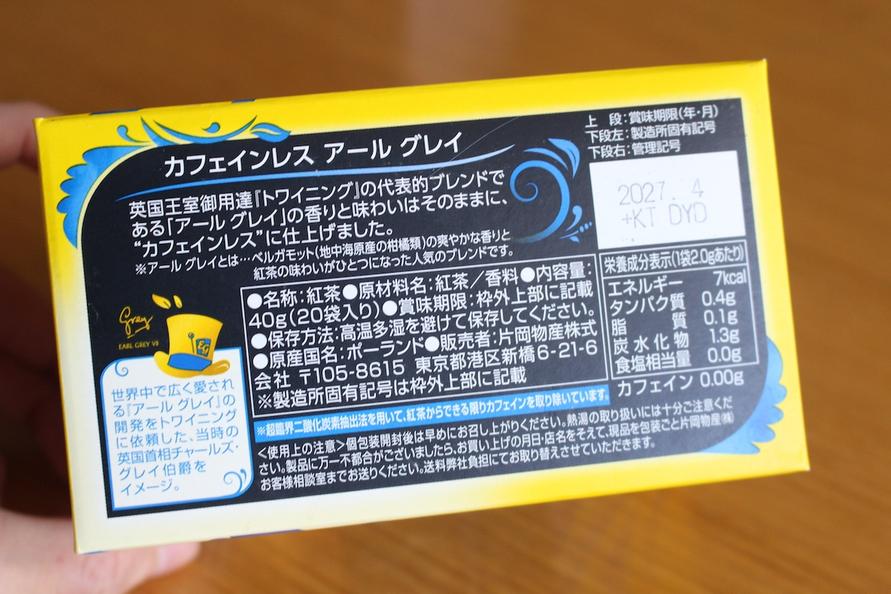 カフェインレス アール グレイ
英国王室御用達『トワイニング』の代表的ブレンドで
ある『アール グレイ』の香りと味わいはそのままに、
“カフェインレス”に仕上げました。
※アール グレイとは…ベルガモット(地中海原産の柑橘類)の爽やかな香りと
紅茶の味わいがひとつになった人気のブレンドです。
上　段:賞味期限(年・月)
下段左:製造所固有記号
下段右:管理記号
2027. 4
+KT DYD
●名称:紅茶●原材料名:紅茶／香料●内容量:
40g(20袋入り)●賞味期限:枠外上部に記載
●保存方法:高温多湿を避けて保存してください。
●原産国名:ポーランド●販売者:片岡物産株式
会社 〒105-8615 東京都港区新橋6-21-6
※製造所固有記号は枠外上部に記載
栄養成分表示(1袋2.0gあたり)
エネルギー 7kcal
タンパク質 0.4g
脂　　質 0.1g
炭水化物 1.3g
食塩相当量 0.0g
カフェイン 0.00g
Grey
EARL GREY VII
EG
世界中で広く愛され
る『アール グレイ』の
開発をトワイニング
に依頼した、当時の
英国首相チャールズ・
グレイ伯爵を
イメージ。
※超臨界二酸化炭素抽出法を用いて、紅茶からできる限りカフェインを取り除いています。
＜使用上の注意＞個包装開封後は早めにお召し上がりください。熱湯の取り扱いには十分ご注意くだ
さい。製品に万一不都合がございましたら、お買い上げの月日・店名をそえて、現品を包装ごと片岡物産㈱
お客様相談室までお送りください。送料弊社負担にてお取り替えさせていただきます。